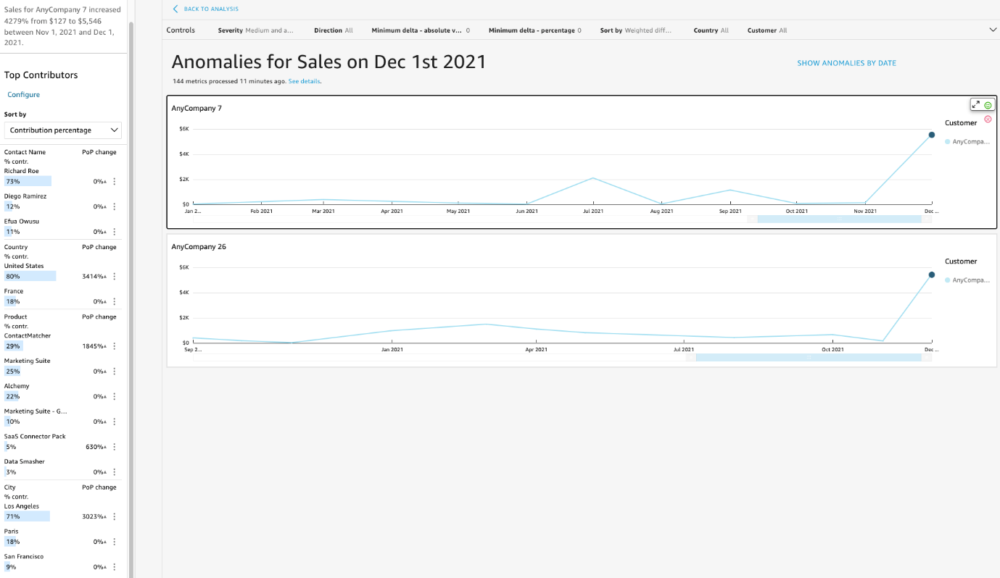 Sales for AnyCompany 7 increased
4279% from $127 to $5,546
between Nov 1, 2021 and Dec 1,
2021.
Top Contributors
Configure
Sort by
Contribution percentage
Contact Name PoP change
% contr.
Richard Roe
73% 0%
Diego Ramirez
12% 0%
Efua Owusu
11% 0%
Country PoP change
% contr.
United States
80% 3414%
France
18% 0%
Product PoP change
% contr.
ContactMatcher
29% 1845%
Marketing Suite
25% 0%
Alchemy
22% 0%
Marketing Suite - G...
10% 0%
SaaS Connector Pack
5% 630%
Data Smasher
3% 0%
City PoP change
% contr.
Los Angeles
71% 3023%
Paris
18% 0%
San Francisco
9% 0%
BACK TO ANALYSIS
Controls Severity Medium and a... Direction All Minimum delta - absolute v... 0 Minimum delta - percentage 0 Sort by Weighted diff... Country All Customer All
Anomalies for Sales on Dec 1st 2021
SHOW ANOMALIES BY DATE
144 metrics processed 11 minutes ago. See details.
AnyCompany 7
Customer
AnyCompa...
$6K
$4K
$2K
$0
Jan 2... Feb 2021 Mar 2021 Apr 2021 May 2021 Jun 2021 Jul 2021 Aug 2021 Sep 2021 Oct 2021 Nov 2021 Dec ...
AnyCompany 26
Customer
AnyCompa...
$6K
$4K
$2K
$0
Sep 2... Jan 2021 Apr 2021 Jul 2021 Oct 2021 Dec ...